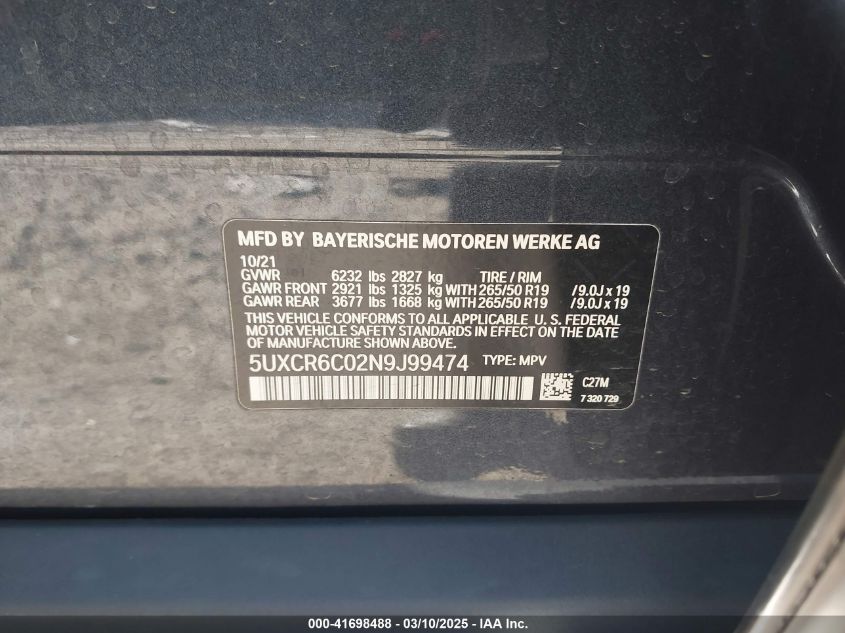 MFD BY BAYERISCHE MOTOREN WERKE AG
10/21
GVWR 6232 lbs 2827 kg TIRE / RIM
GAWR FRONT 2921 lbs 1325 kg WITH 265/50 R19 /9.0J x 19
GAWR REAR 3677 lbs 1668 kg WITH 265/50 R19 /9.0J x 19
THIS VEHICLE CONFORMS TO ALL APPLICABLE U.S. FEDERAL
MOTOR VEHICLE SAFETY STANDARDS IN EFFECT ON THE DATE
OF MANUFACTURE SHOWN ABOVE.
5UXCR6C02N9J99474 TYPE: MPV
C27M
7 320 729
000-41698488 — 03/10/2025 — IAA Inc.